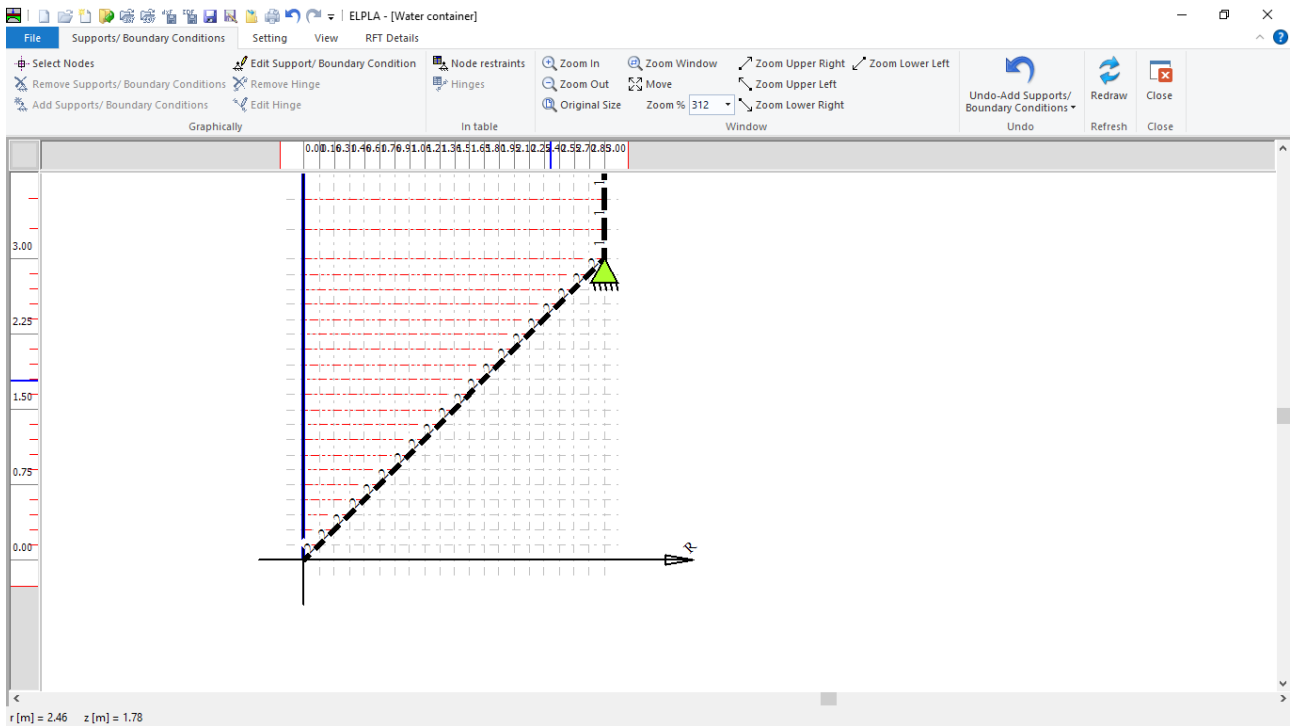 ELPLA - [Water container]
File Supports/ Boundary Conditions Setting View RFT Details
Select Nodes
Remove Supports/ Boundary Conditions
Add Supports/ Boundary Conditions
Edit Support/ Boundary Condition
Remove Hinge
Edit Hinge
Graphically
Node restraints
Hinges
In table
Zoom In
Zoom Out
Original Size
Zoom Window
Move
Zoom % 312
Zoom Upper Right
Zoom Upper Left
Zoom Lower Right
Zoom Lower Left
Window
Undo-Add Supports/
Boundary Conditions
Undo
Redraw
Refresh
Close
Close
3.00
2.25
1.50
0.75
0.00
1
1
1
R
r [m] = 2.46 z [m] = 1.78